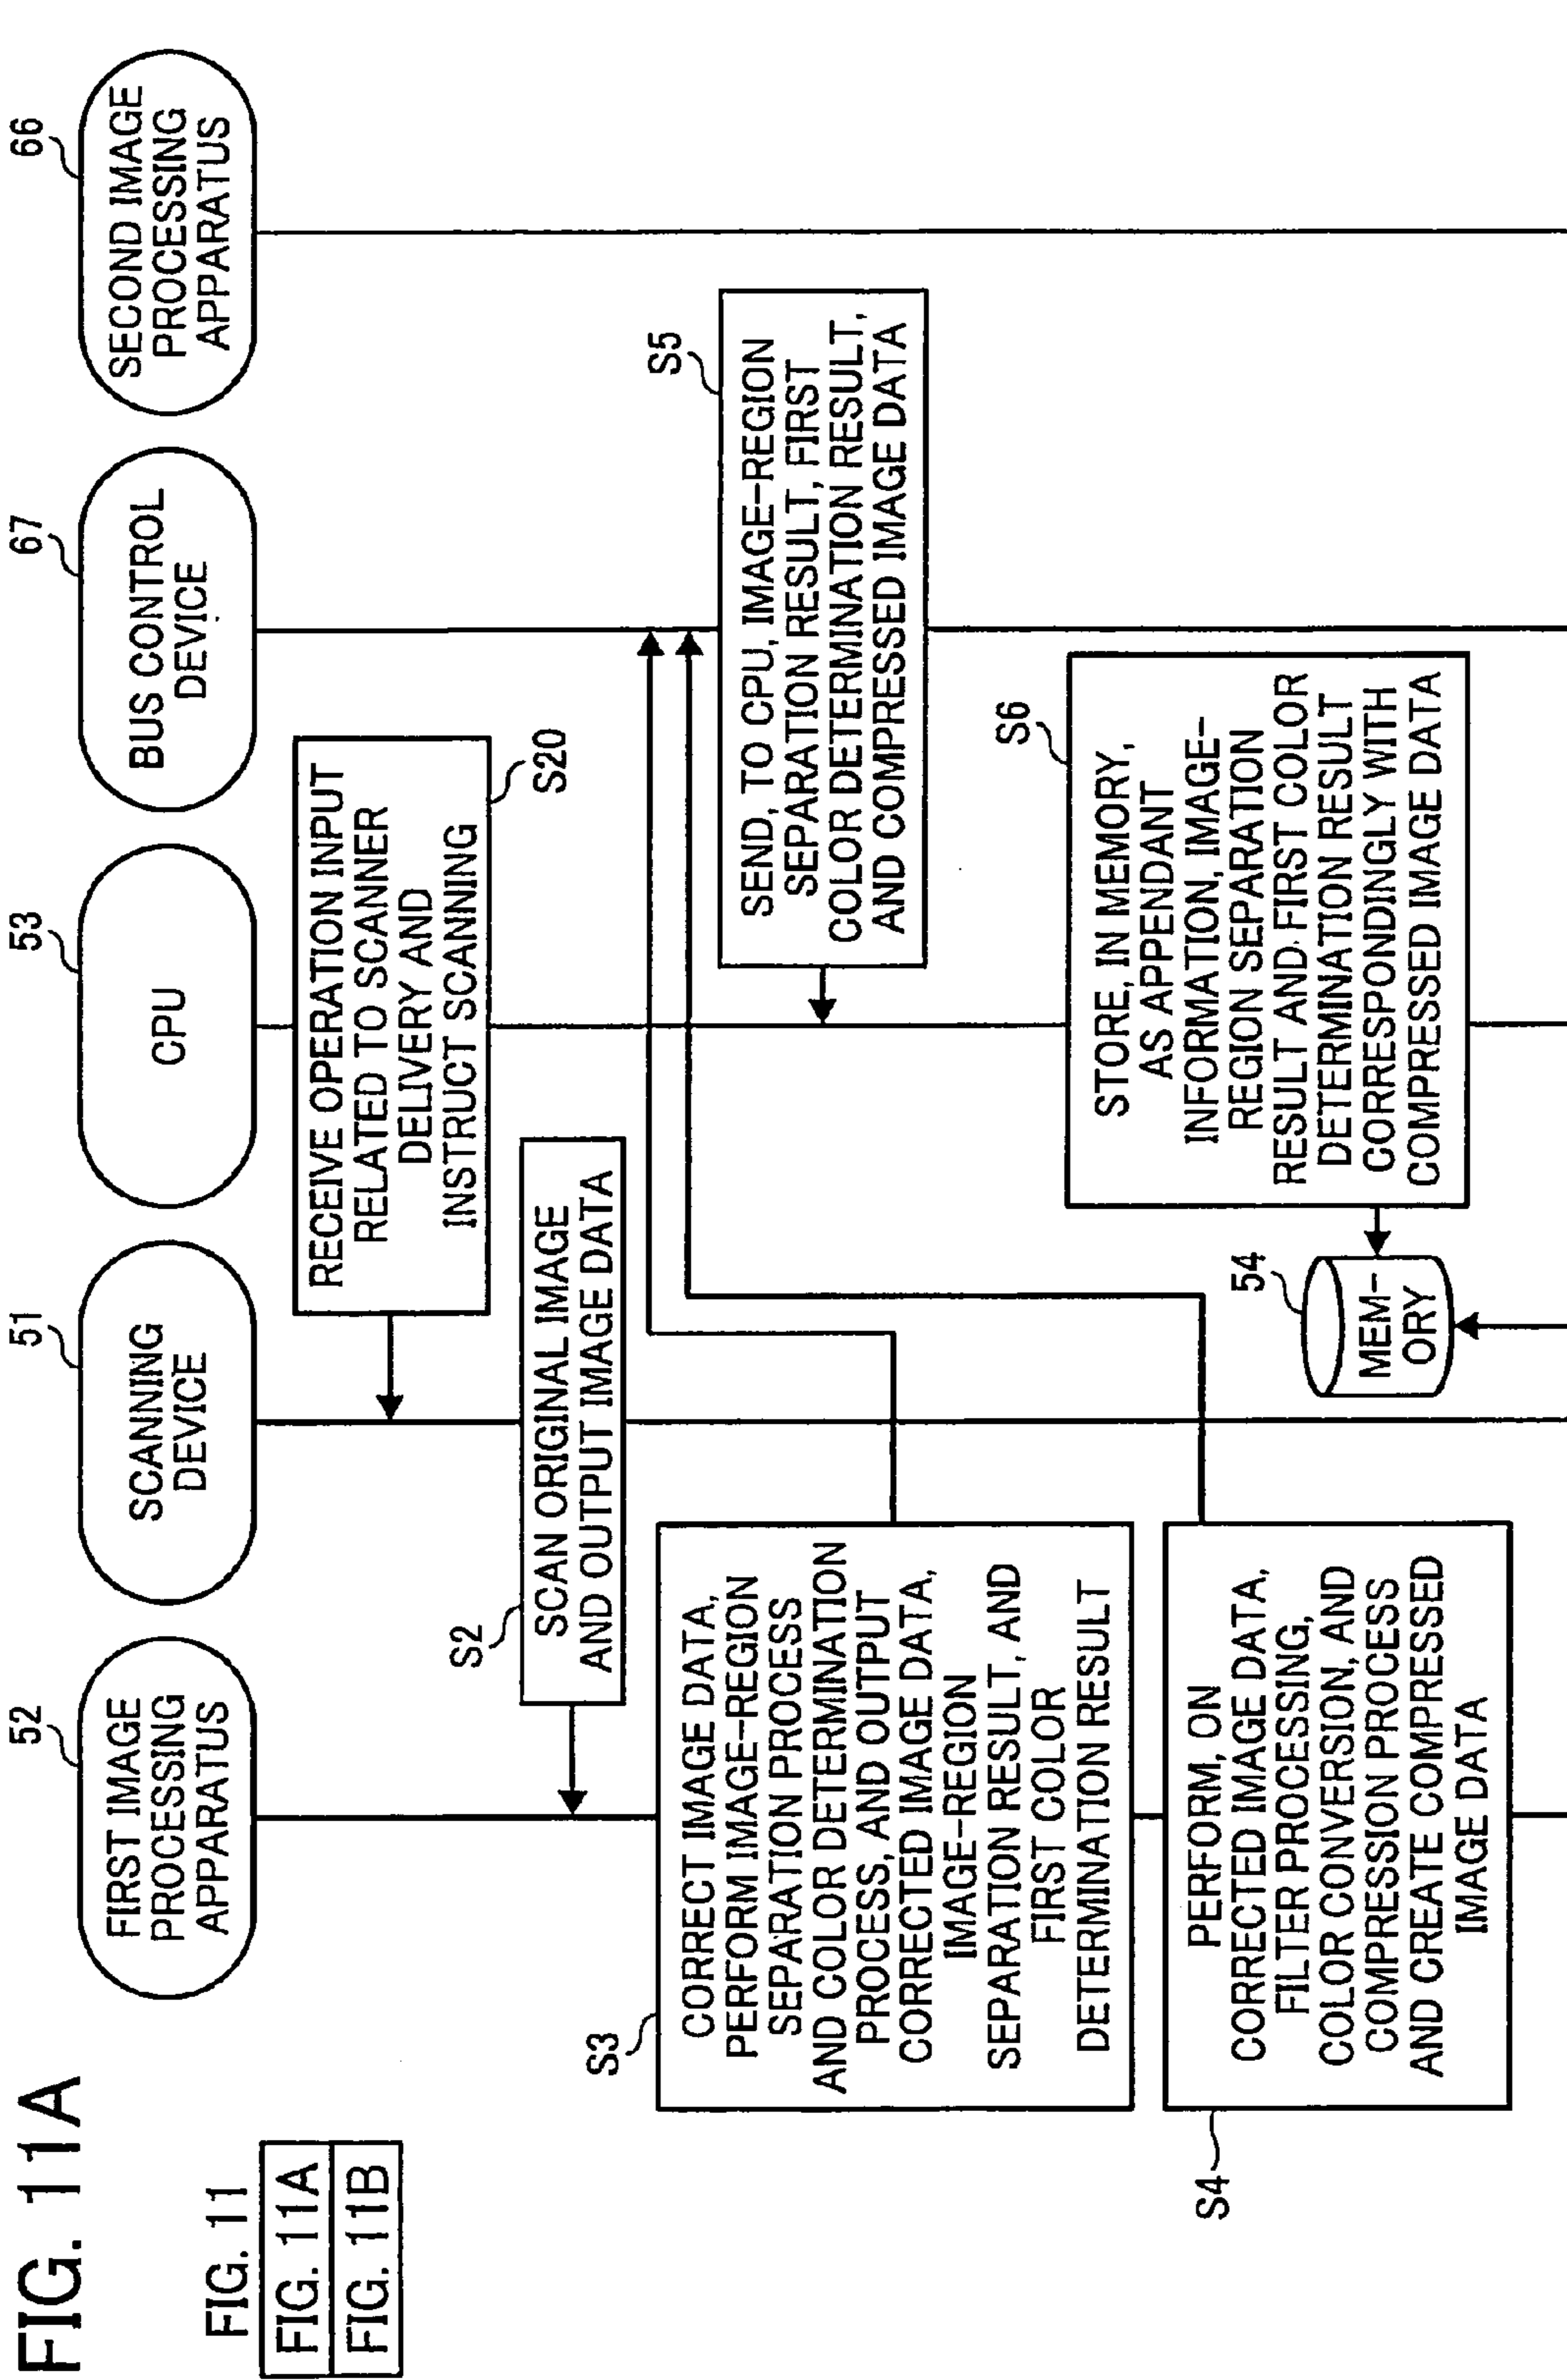 FIG. 11A
FIG. 11
FIG. 11A
FIG. 11B
52
FIRST IMAGE
PROCESSING
APPARATUS
51
SCANNING
DEVICE
53
CPU
67
BUS CONTROL
DEVICE
66
SECOND IMAGE
PROCESSING
APPARATUS
RECEIVE OPERATION INPUT
RELATED TO SCANNER
DELIVERY AND
INSTRUCT SCANNING
S20
S2
SCAN ORIGINAL IMAGE
AND OUTPUT IMAGE DATA
S3
CORRECT IMAGE DATA,
PERFORM IMAGE-REGION
SEPARATION PROCESS
AND COLOR DETERMINATION
PROCESS, AND OUTPUT
CORRECTED IMAGE DATA,
IMAGE-REGION
SEPARATION RESULT, AND
FIRST COLOR
DETERMINATION RESULT
S5
SEND, TO CPU, IMAGE-REGION
SEPARATION RESULT, FIRST
COLOR DETERMINATION RESULT,
AND COMPRESSED IMAGE DATA
S4
PERFORM, ON
CORRECTED IMAGE DATA,
FILTER PROCESSING,
COLOR CONVERSION, AND
COMPRESSION PROCESS
AND CREATE COMPRESSED
IMAGE DATA
S6
STORE, IN MEMORY,
AS APPENDANT
INFORMATION, IMAGE-
REGION SEPARATION
RESULT AND FIRST COLOR
DETERMINATION RESULT
CORRESPONDINGLY WITH
COMPRESSED IMAGE DATA
54
MEM-
ORY